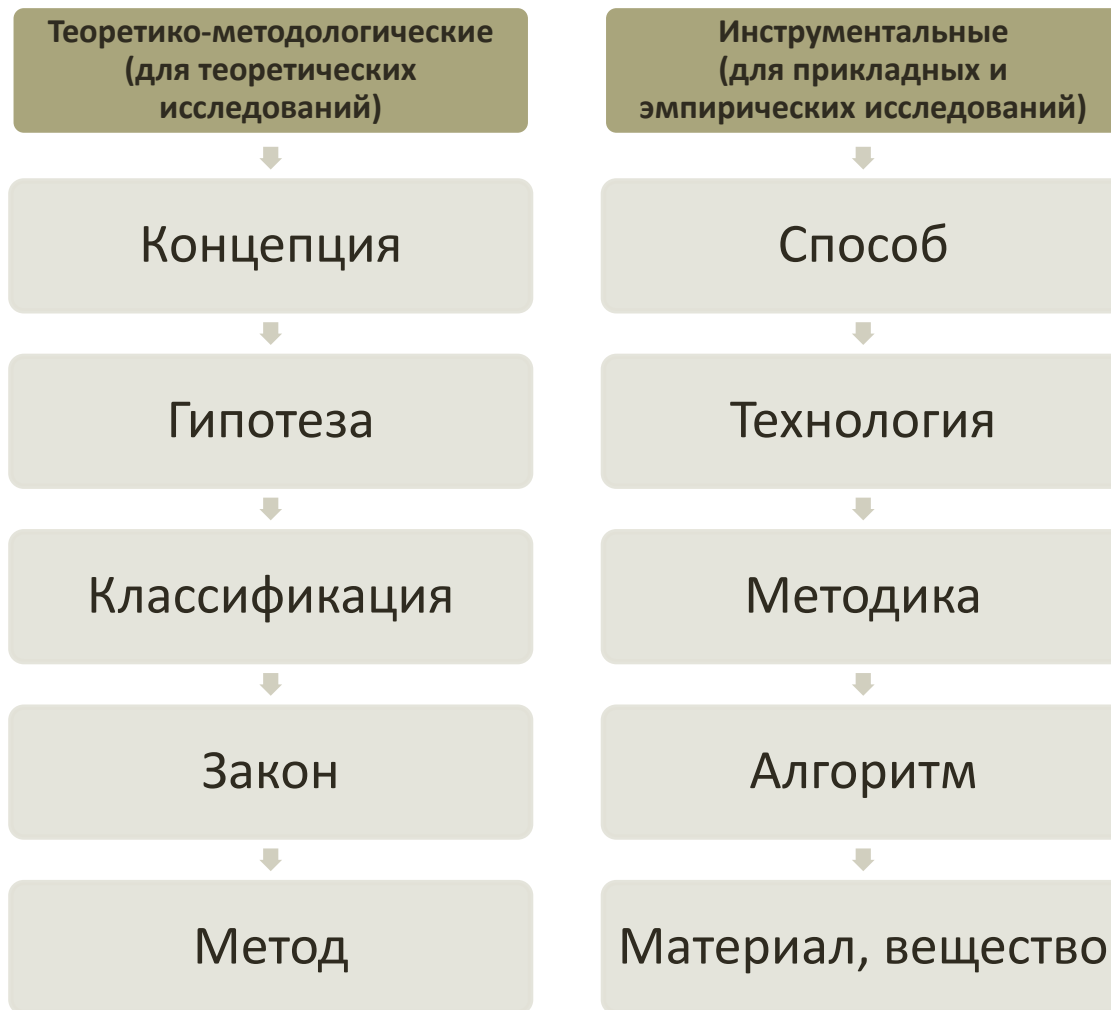 Теоретико-методологические
(для теоретических
исследований)
Концепция
Гипотеза
Классификация
Закон
Метод
Инструментальные
(для прикладных и
эмпирических исследований)
Способ
Технология
Методика
Алгоритм
Материал, вещество